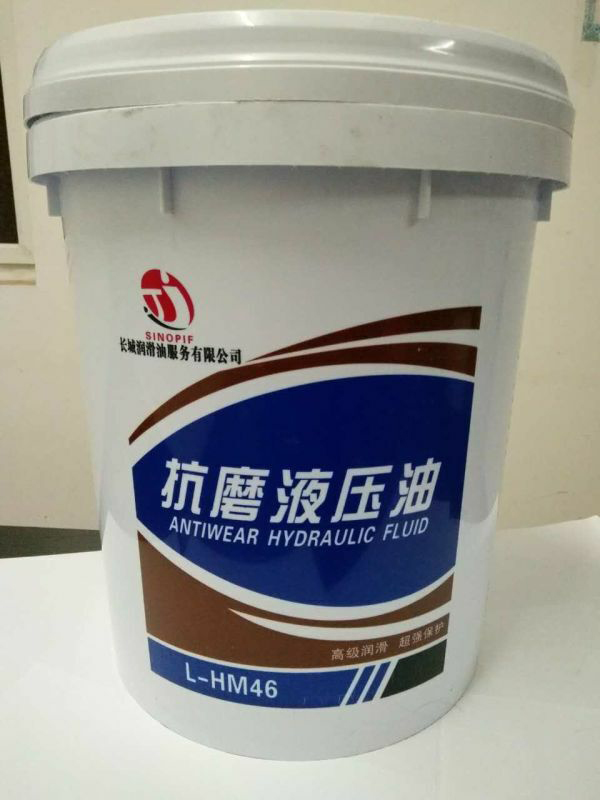 SINOPIF
长城润滑油服务有限公司
抗磨液压油
ANTIWEAR HYDRAULIC FLUID
高级润滑 超强保护
L-HM46